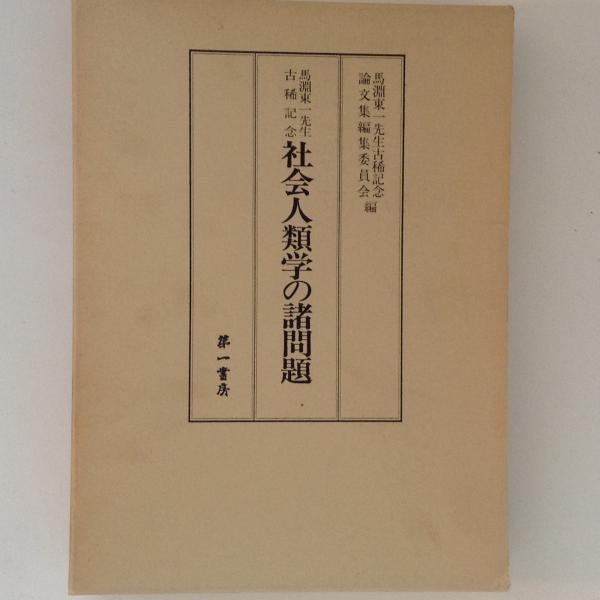 馬淵東一先生古稀記念
論文集編集委員会 編
馬淵東一先生
古稀記念
社会人類学の諸問題
第一書房